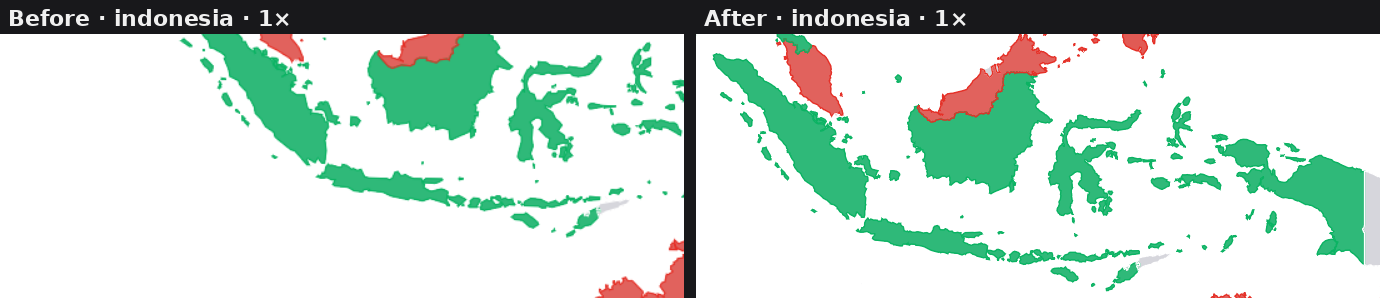 Before · indonesia · 1×
After · indonesia · 1×